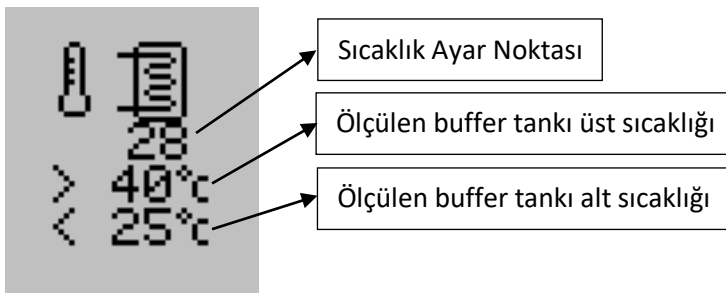 Sıcaklık Ayar Noktası
28
Ölçülen buffer tankı üst sıcaklığı
> 40°c
Ölçülen buffer tankı alt sıcaklığı
< 25°c